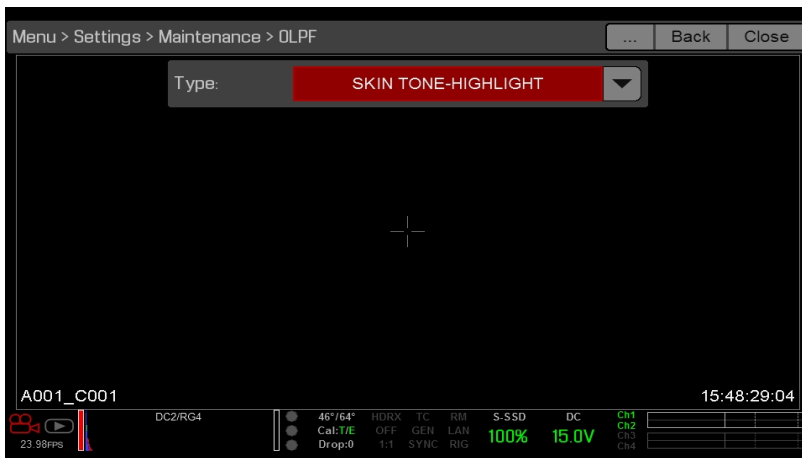 Menu > Settings > Maintenance > OLPF ... Back Close
Type: SKIN TONE-HIGHLIGHT
A001_C001 15:48:29:04
DC2/RG4 46°/64° HDRX TC RM S-SSD DC Ch1
Ch2
Cal:T/E OFF GEN LAN 100% 15.0V Ch3
23.98FPS Drop:0 1:1 SYNC RIG Ch4